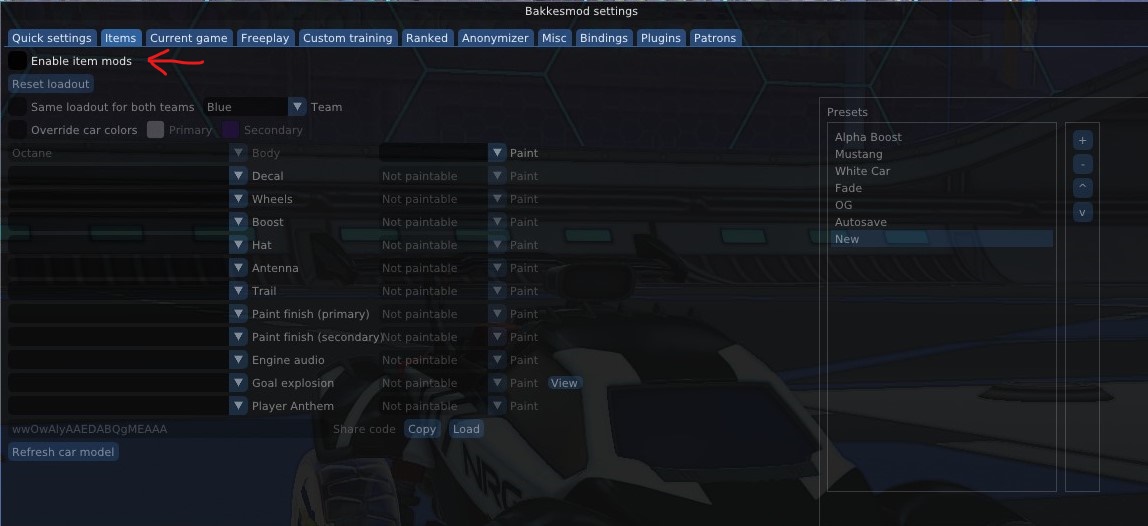 Bakkesmod settings
Quick settings Items Current game Freeplay Custom training Ranked Anonymizer Misc Bindings Plugins Patrons
Enable item mods
Reset loadout
Same loadout for both teams Blue Team
Override car colors Primary Secondary
Octane Body Paint
Decal Not paintable Paint
Wheels Not paintable Paint
Boost Not paintable Paint
Hat Not paintable Paint
Antenna Not paintable Paint
Trail Not paintable Paint
Paint finish (primary) Not paintable Paint
Paint finish (secondary) Not paintable Paint
Engine audio Not paintable Paint
Goal explosion Not paintable Paint View
Player Anthem Not paintable Paint
wwOwAlyAAEDABQgMEAAA Share code Copy Load
Refresh car model
Presets
Alpha Boost
Mustang
White Car
Fade
OG
Autosave
New
+
-
^
v
NRG